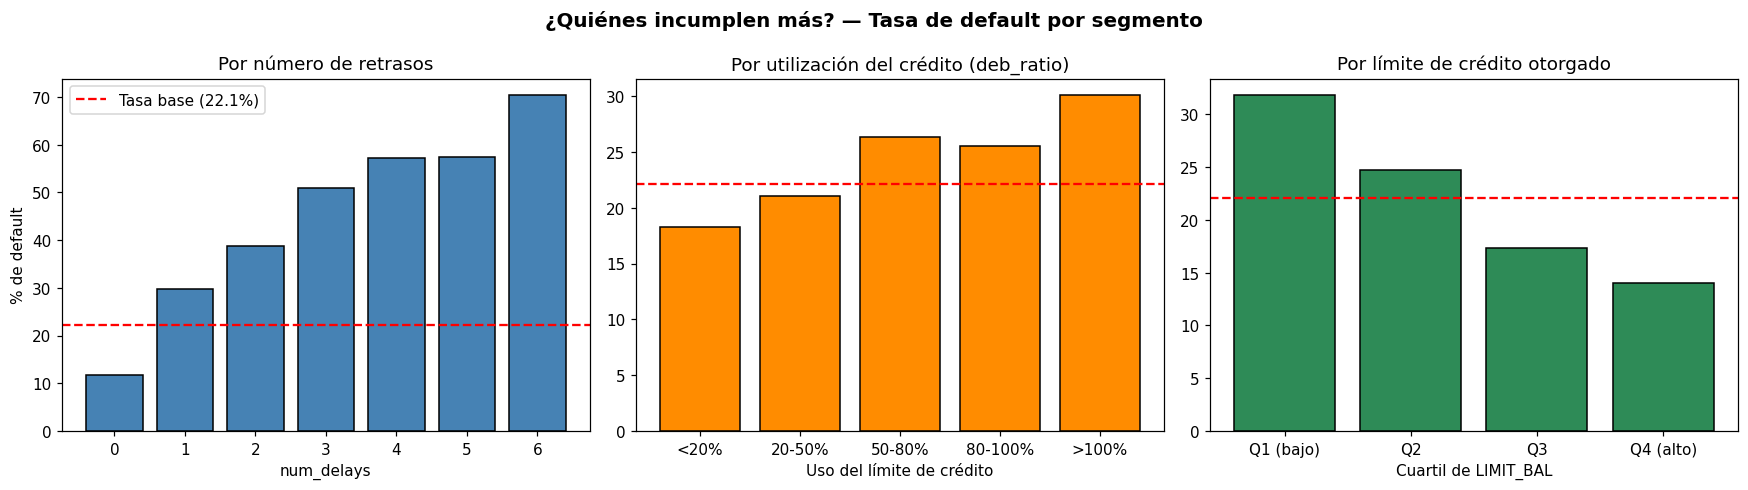 ¿Quiénes incumplen más? — Tasa de default por segmento
Por número de retrasos
% de default
70
60
50
40
30
20
10
0
Tasa base (22.1%)
0 1 2 3 4 5 6
num_delays
Por utilización del crédito (deb_ratio)
30
25
20
15
10
5
0
<20% 20-50% 50-80% 80-100% >100%
Uso del límite de crédito
Por límite de crédito otorgado
30
25
20
15
10
5
0
Q1 (bajo) Q2 Q3 Q4 (alto)
Cuartil de LIMIT_BAL